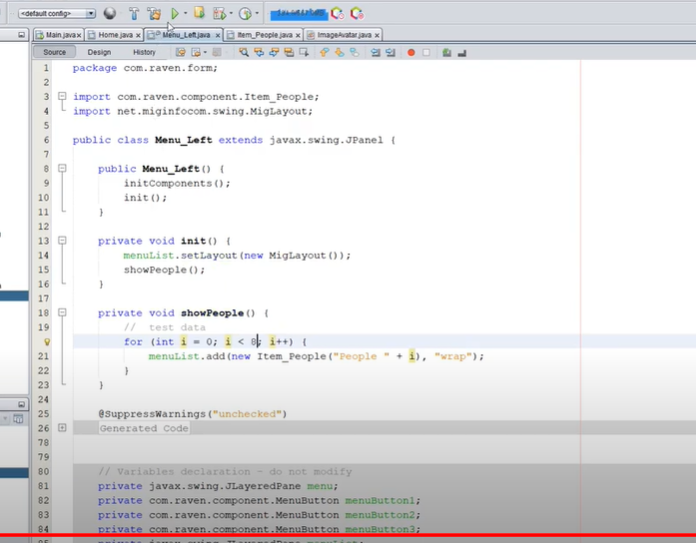 <default config>
Main.java Home.java Menu_Left.java Item_People.java ImageAvatar.java
Source Design History
1 package com.raven.form;
2
3 import com.raven.component.Item_People;
4 import net.miginfocom.swing.MigLayout;
5
6 public class Menu_Left extends javax.swing.JPanel {
7
8 public Menu_Left() {
9 initComponents();
10 init();
11 }
12
13 private void init() {
14 menuList.setLayout(new MigLayout());
15 showPeople();
16 }
17
18 private void showPeople() {
19 // test data
for (int i = 0; i < 8; i++) {
21 menuList.add(new Item_People("People " + i), "wrap");
22 }
23 }
24
25 @SuppressWarnings("unchecked")
26 Generated Code
78
79
80 // Variables declaration - do not modify
81 private javax.swing.JLayeredPane menu;
82 private com.raven.component.MenuButton menuButton1;
83 private com.raven.component.MenuButton menuButton2;
84 private com.raven.component.MenuButton menuButton3;